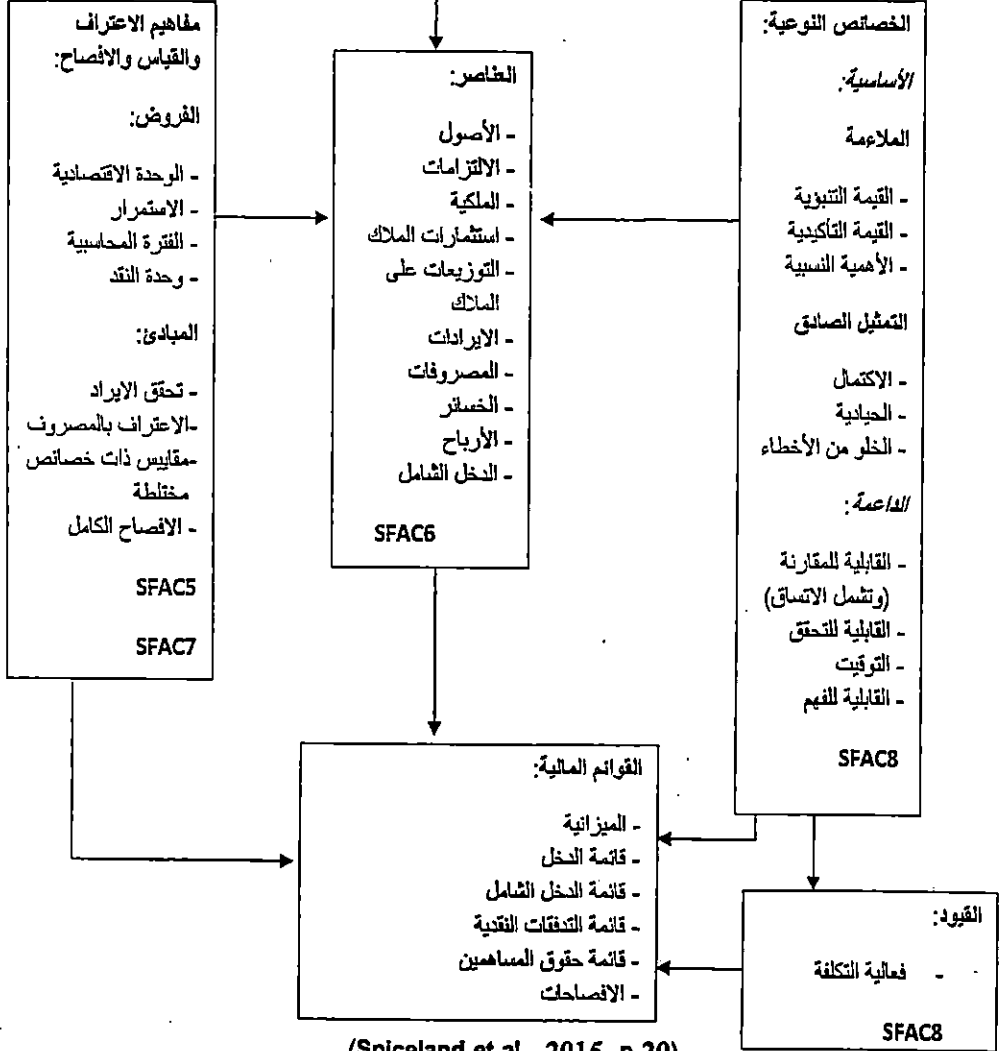 الخصائص النوعية:
الأساسية:
الملاءمة
- القيمة التنبؤية
- القيمة التأكيدية
- الأهمية النسبية
التمثيل الصادق
- الاكتمال
- الحيادية
- الخلو من الأخطاء
الداعمة:
- القابلية للمقارنة
(وتشمل الاتساق)
- القابلية للتحقق
- التوقيت
- القابلية للفهم
SFAC8
العناصر:
- الأصول
- الالتزامات
- الملكية
- استثمارات الملاك
- التوزيعات على
الملاك
- الايرادات
- المصروفات
- الخسائر
- الأرباح
- الدخل الشامل
SFAC6
مفاهيم الاعتراف
والقياس والافصاح:
الفروض:
- الوحدة الاقتصادية
- الاستمرار
- الفترة المحاسبية
- وحدة النقد
المبادئ:
- تحقق الايراد
-الاعتراف بالمصروف
-مقاييس ذات خصائص
مختلطة
- الافصاح الكامل
SFAC5
SFAC7
القوائم المالية:
- الميزانية
- قائمة الدخل
- قائمة الدخل الشامل
- قائمة التدفقات النقدية
- قائمة حقوق المساهمين
- الافصاحات
القيود:
- فعالية التكلفة
SFAC8
(Spiceland et al., 2016, p.20)